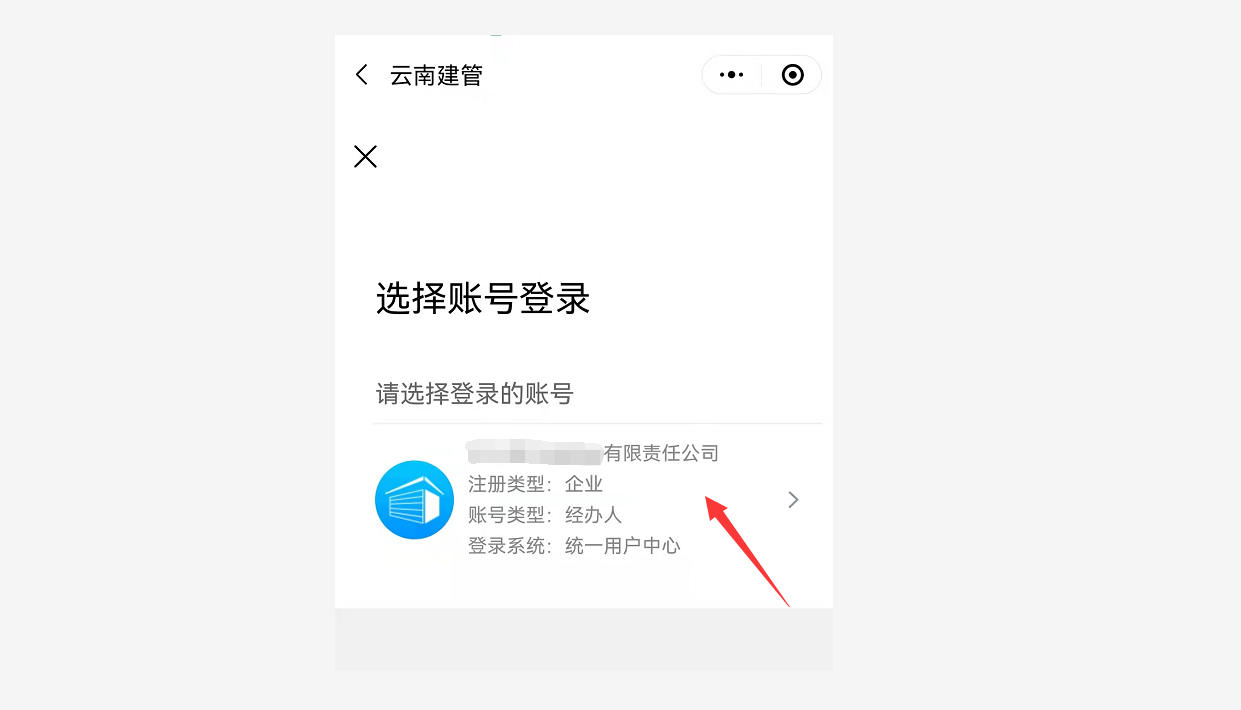 云南建管
选择账号登录
请选择登录的账号
有限责任公司
注册类型：企业
账号类型：经办人
登录系统：统一用户中心